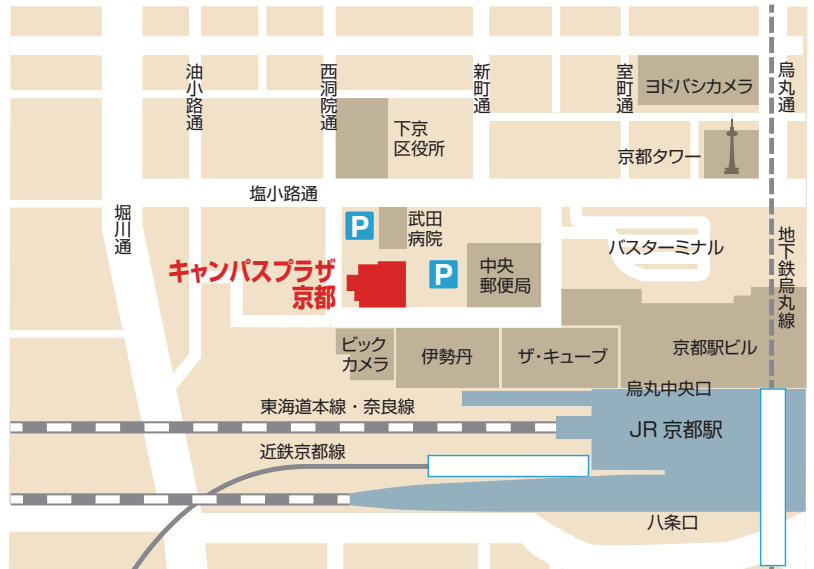 油小路通
西洞院通
新町通
室町通
ヨドバシカメラ
烏丸通
下京
区役所
京都タワー
塩小路通
堀川通
P
武田
病院
バスターミナル
地下鉄烏丸線
キャンパスプラザ
京都
P
中央
郵便局
ビック
カメラ
伊勢丹
ザ・キューブ
京都駅ビル
烏丸中央口
東海道本線・奈良線
JR 京都駅
近鉄京都線
八条口